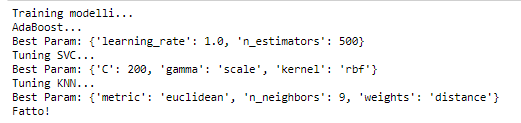 Training modelli...
AdaBoost...
Best Param: {'learning_rate': 1.0, 'n_estimators': 500}
Tuning SVC...
Best Param: {'C': 200, 'gamma': 'scale', 'kernel': 'rbf'}
Tuning KNN...
Best Param: {'metric': 'euclidean', 'n_neighbors': 9, 'weights': 'distance'}
Fatto!